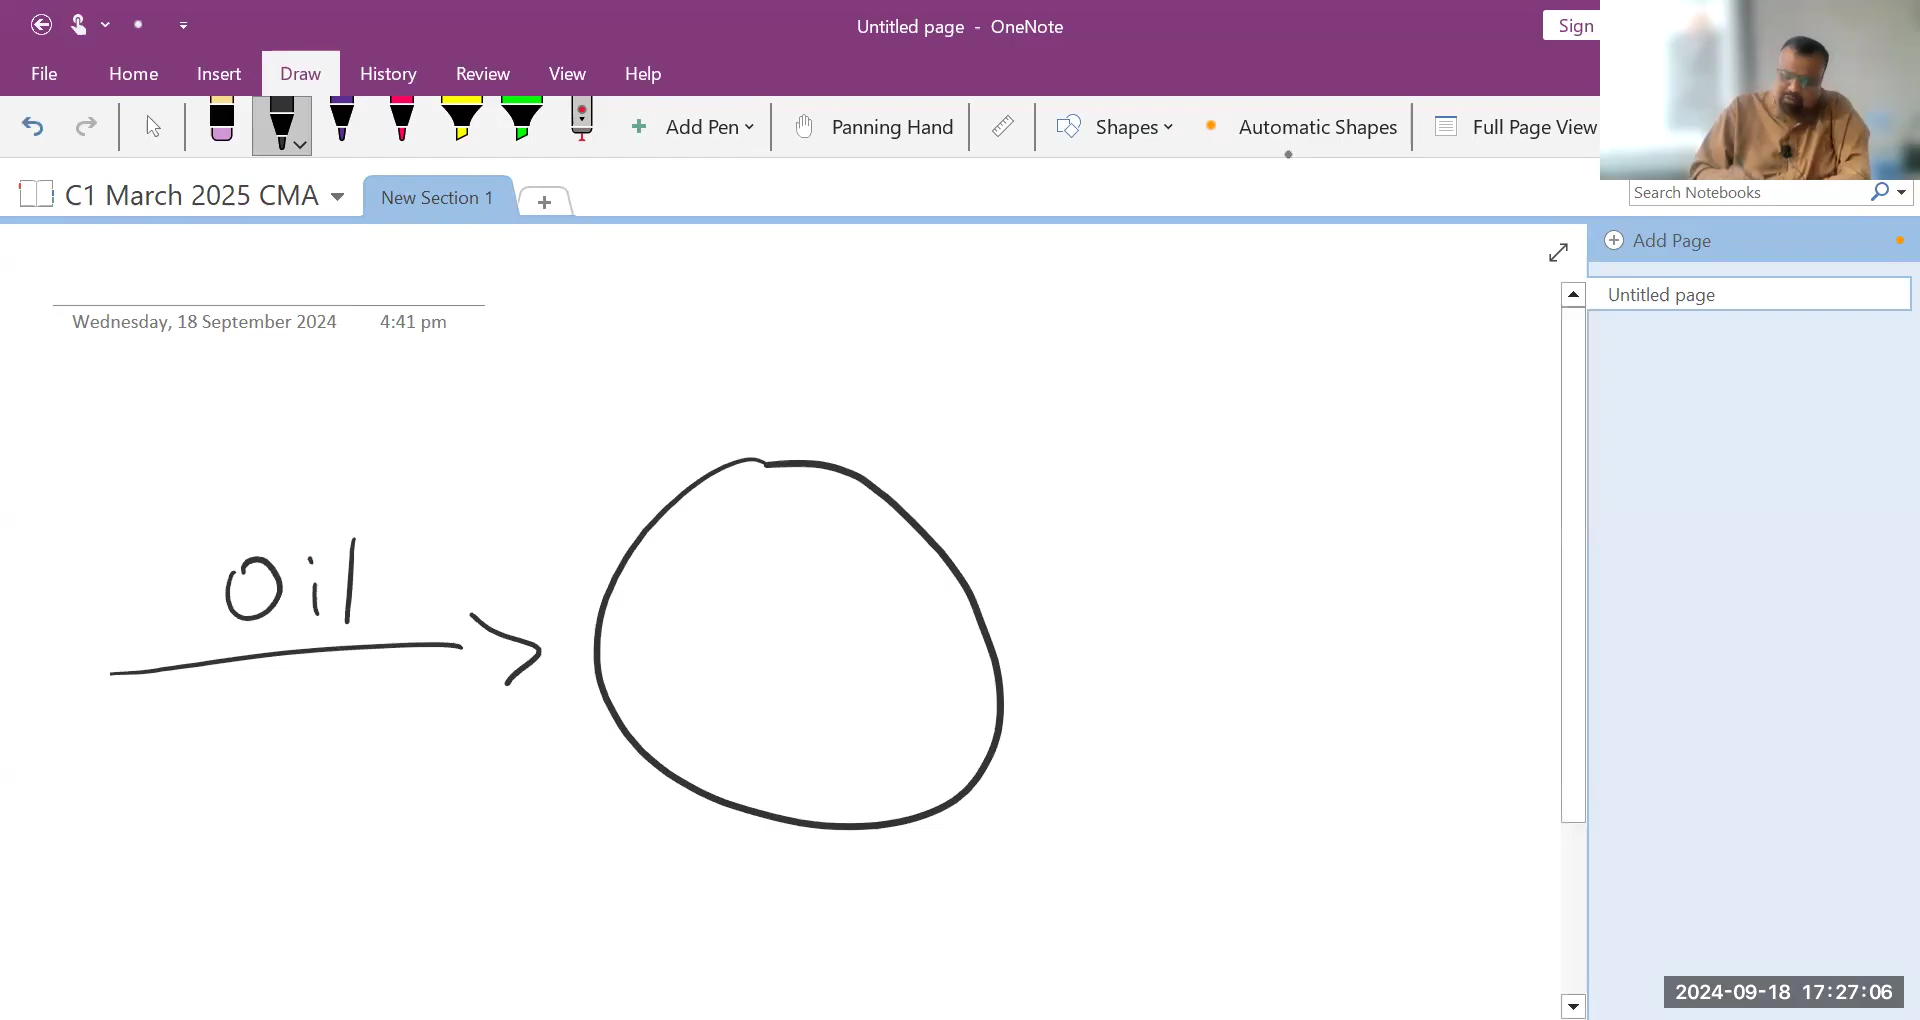 Untitled page - OneNote
Sign
File Home Insert Draw History Review View Help
Add Pen Panning Hand Shapes Automatic Shapes Full Page View
C1 March 2025 CMA New Section 1
Search Notebooks
Add Page
Untitled page
Wednesday, 18 September 2024 4:41 pm
Oil
2024-09-18 17:27:06